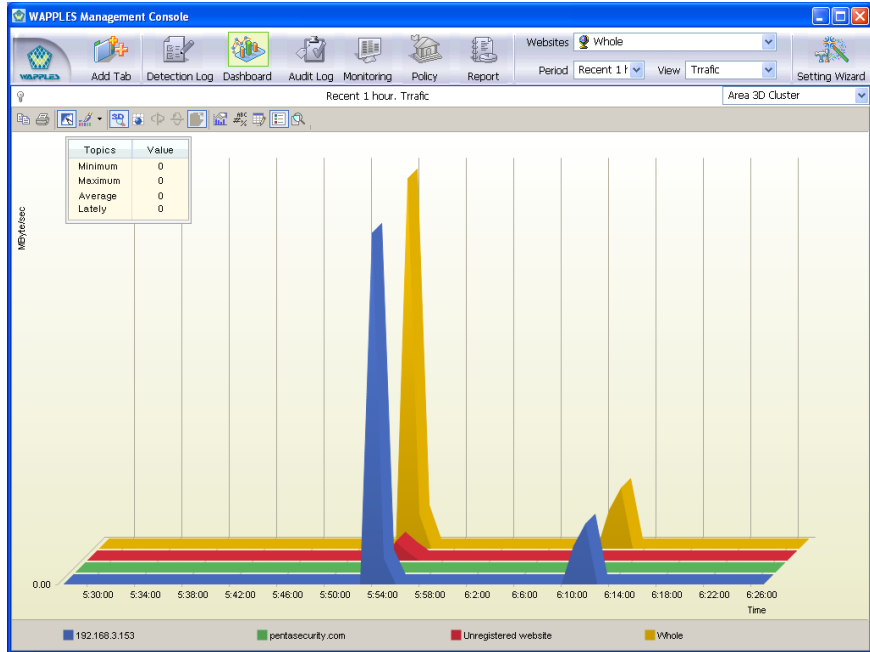 WAPPLES Management Console
WAPPLES
Add Tab
Detection Log
Dashboard
Audit Log
Monitoring
Policy
Report
Websites Whole
Period Recent 1 h View Trrafic
Setting Wizard
Recent 1 hour. Trrafic
Area 3D Cluster
Topics Value
Minimum 0
Maximum 0
Average 0
Lately 0
MByte/sec
0.00
5:30:00 5:34:00 5:38:00 5:42:00 5:46:00 5:50:00 5:54:00 5:58:00 6:2:00 6:6:00 6:10:00 6:14:00 6:18:00 6:22:00 6:26:00
Time
192.168.3.153 pentasecurity.com Unregistered website Whole